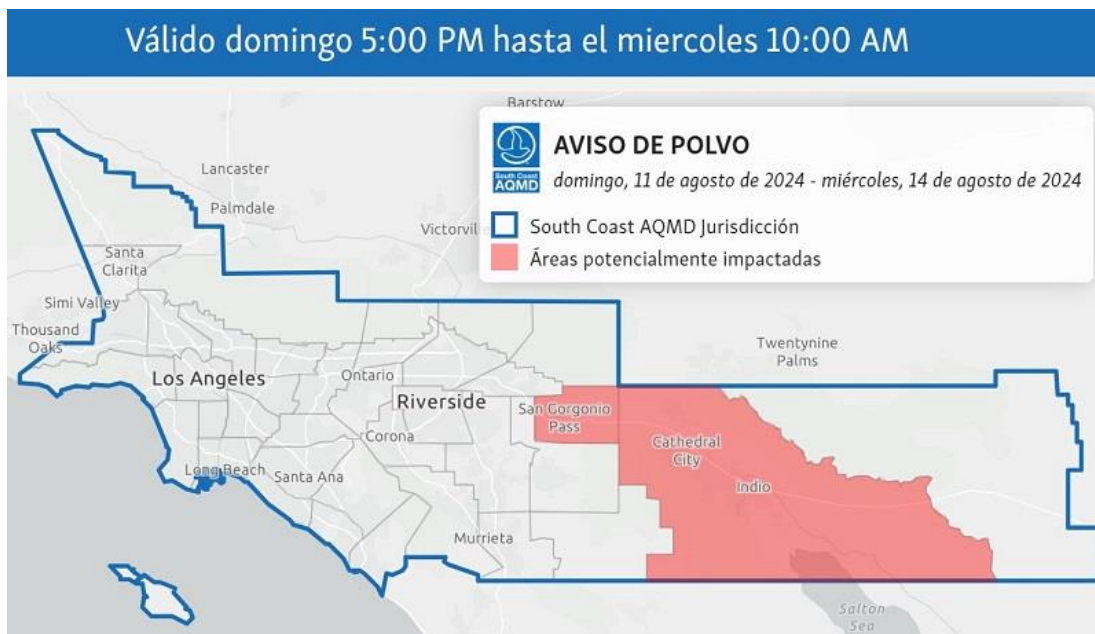 Válido domingo 5:00 PM hasta el miercoles 10:00 AM
Barstow
South Coast
AQMD
AVISO DE POLVO
domingo, 11 de agosto de 2024 - miércoles, 14 de agosto de 2024
South Coast AQMD Jurisdicción
Áreas potencialmente impactadas
Lancaster
Palmdale
Victorvill
Santa
Clarita
Simi Valley
Thousand
Oaks
Twentynine
Palms
Los Angeles
Ontario
Riverside
San Gorgonio
Pass
Corona
Cathedral
City
Long Beach
Santa Ana
Indio
Murrieta
Salton
Sea